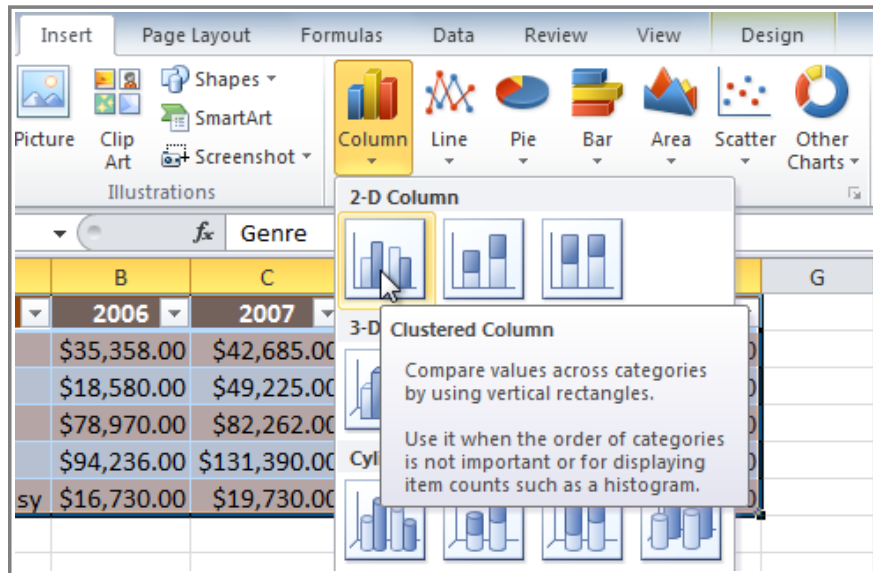 Insert Page Layout Formulas Data Review View Design
Picture
Clip Art
Shapes
SmartArt
Screenshot
Illustrations
Column Line Pie Bar Area Scatter Other Charts
2-D Column
fx Genre
B C G
2006 2007
3-D
Clustered Column
$35,358.00 $42,685.00
Compare values across categories
by using vertical rectangles.
$18,580.00 $49,225.00
$78,970.00 $82,262.00
Use it when the order of categories
is not important or for displaying
item counts such as a histogram.
$94,236.00 $131,390.00
Cyli
sy $16,730.00 $19,730.00